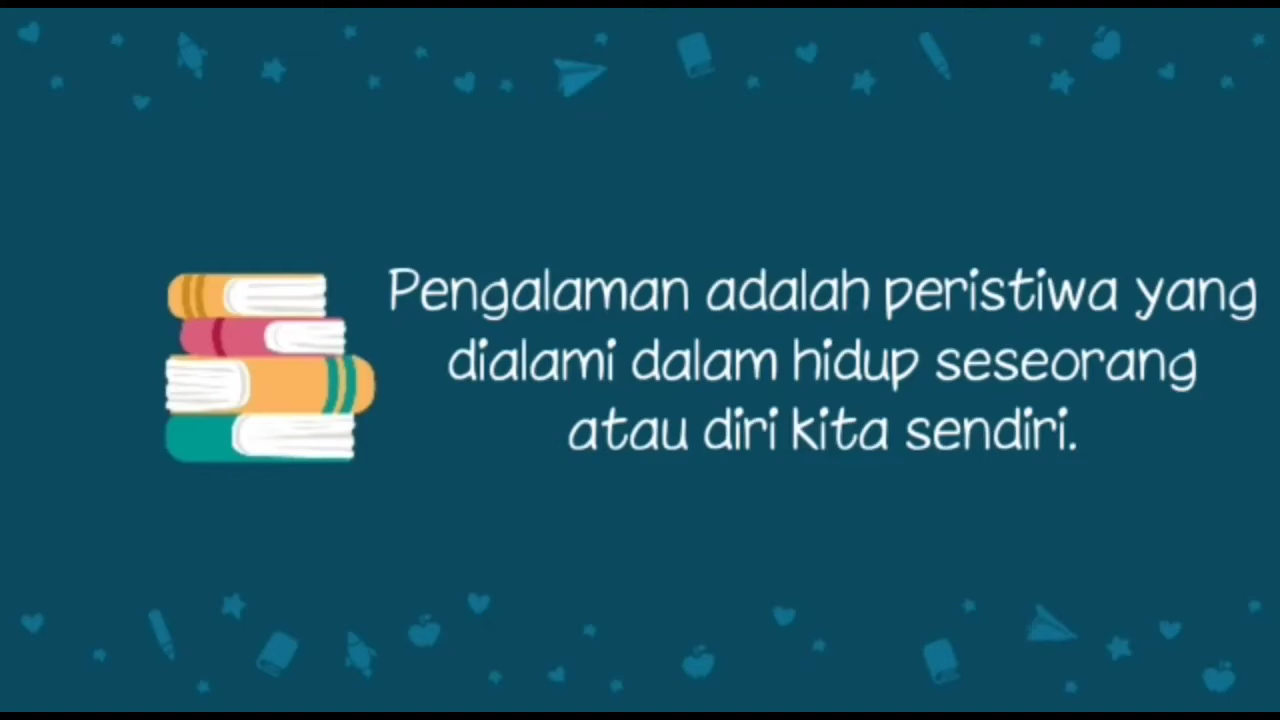 Pengalaman adalah peristiwa yang
dialami dalam hidup seseorang
atau diri kita sendiri.